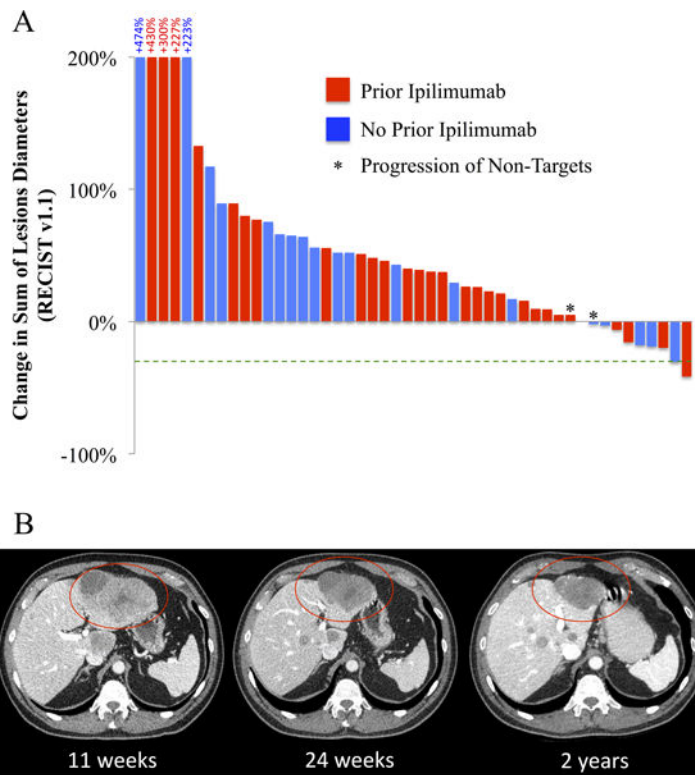 A
+474%
+430%
+300%
+227%
+223%
200%
100%
0%
-100%
Change in Sum of Lesions Diameters
(RECIST v1.1)
Prior Ipilimumab
No Prior Ipilimumab
* Progression of Non-Targets
*
*
B
11 weeks
24 weeks
2 years